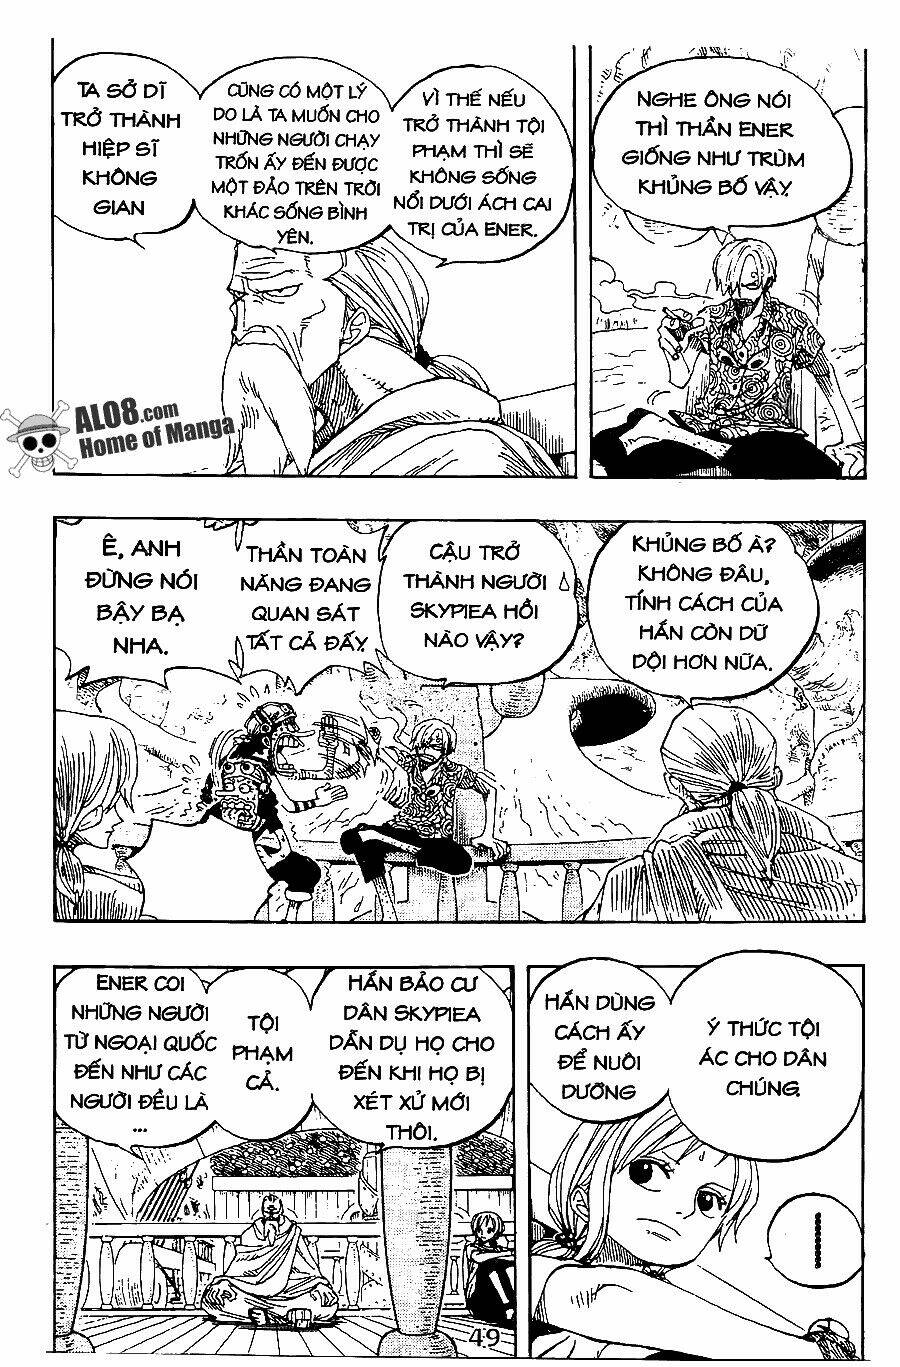 TA SỞ DĨ
TRỞ THÀNH
HIỆP SĨ
KHÔNG
GIAN
CŨNG CÓ MỘT LÝ
DO LÀ TA MUỐN CHO
NHỮNG NGƯỜI CHẠY
TRỐN ẤY ĐẾN ĐƯỢC
MỘT ĐẢO TRÊN TRỜI
KHÁC SỐNG BÌNH
YÊN.
VÌ THẾ NẾU
TRỞ THÀNH TỘI
PHẠM THÌ SẼ
KHÔNG SỐNG
NỔI DƯỚI ÁCH CAI
TRỊ CỦA ENER.
NGHE ÔNG NÓI
THÌ THẦN ENER
GIỐNG NHƯ TRÙM
KHỦNG BỐ VẬY.
ALO8.com
Home of Manga
Ê, ANH
ĐỪNG NÓI
BẬY BẠ
NHA.
THẦN TOÀN
NĂNG ĐANG
QUAN SÁT
TẤT CẢ ĐẤY.
CẬU TRỞ
THÀNH NGƯỜI
SKYPIEA HỒI
NÀO VẬY?
KHỦNG BỐ À?
KHÔNG ĐÂU,
TÍNH CÁCH CỦA
HẮN CÒN DỮ
DỘI HƠN NỮA.
ENER COI
NHỮNG NGƯỜI
TỪ NGOẠI QUỐC
ĐẾN NHƯ CÁC
NGƯỜI ĐỀU LÀ
...
TỘI
PHẠM
CẢ.
HẮN BẢO CƯ
DÂN SKYPIEA
DẪN DỤ HỌ CHO
ĐẾN KHI HỌ BỊ
XÉT XỬ MỚI
THÔI.
HẮN DÙNG
CÁCH ẤY
ĐỂ NUÔI
DƯỠNG
Ý THỨC TỘI
ÁC CHO DÂN
CHÚNG.
49